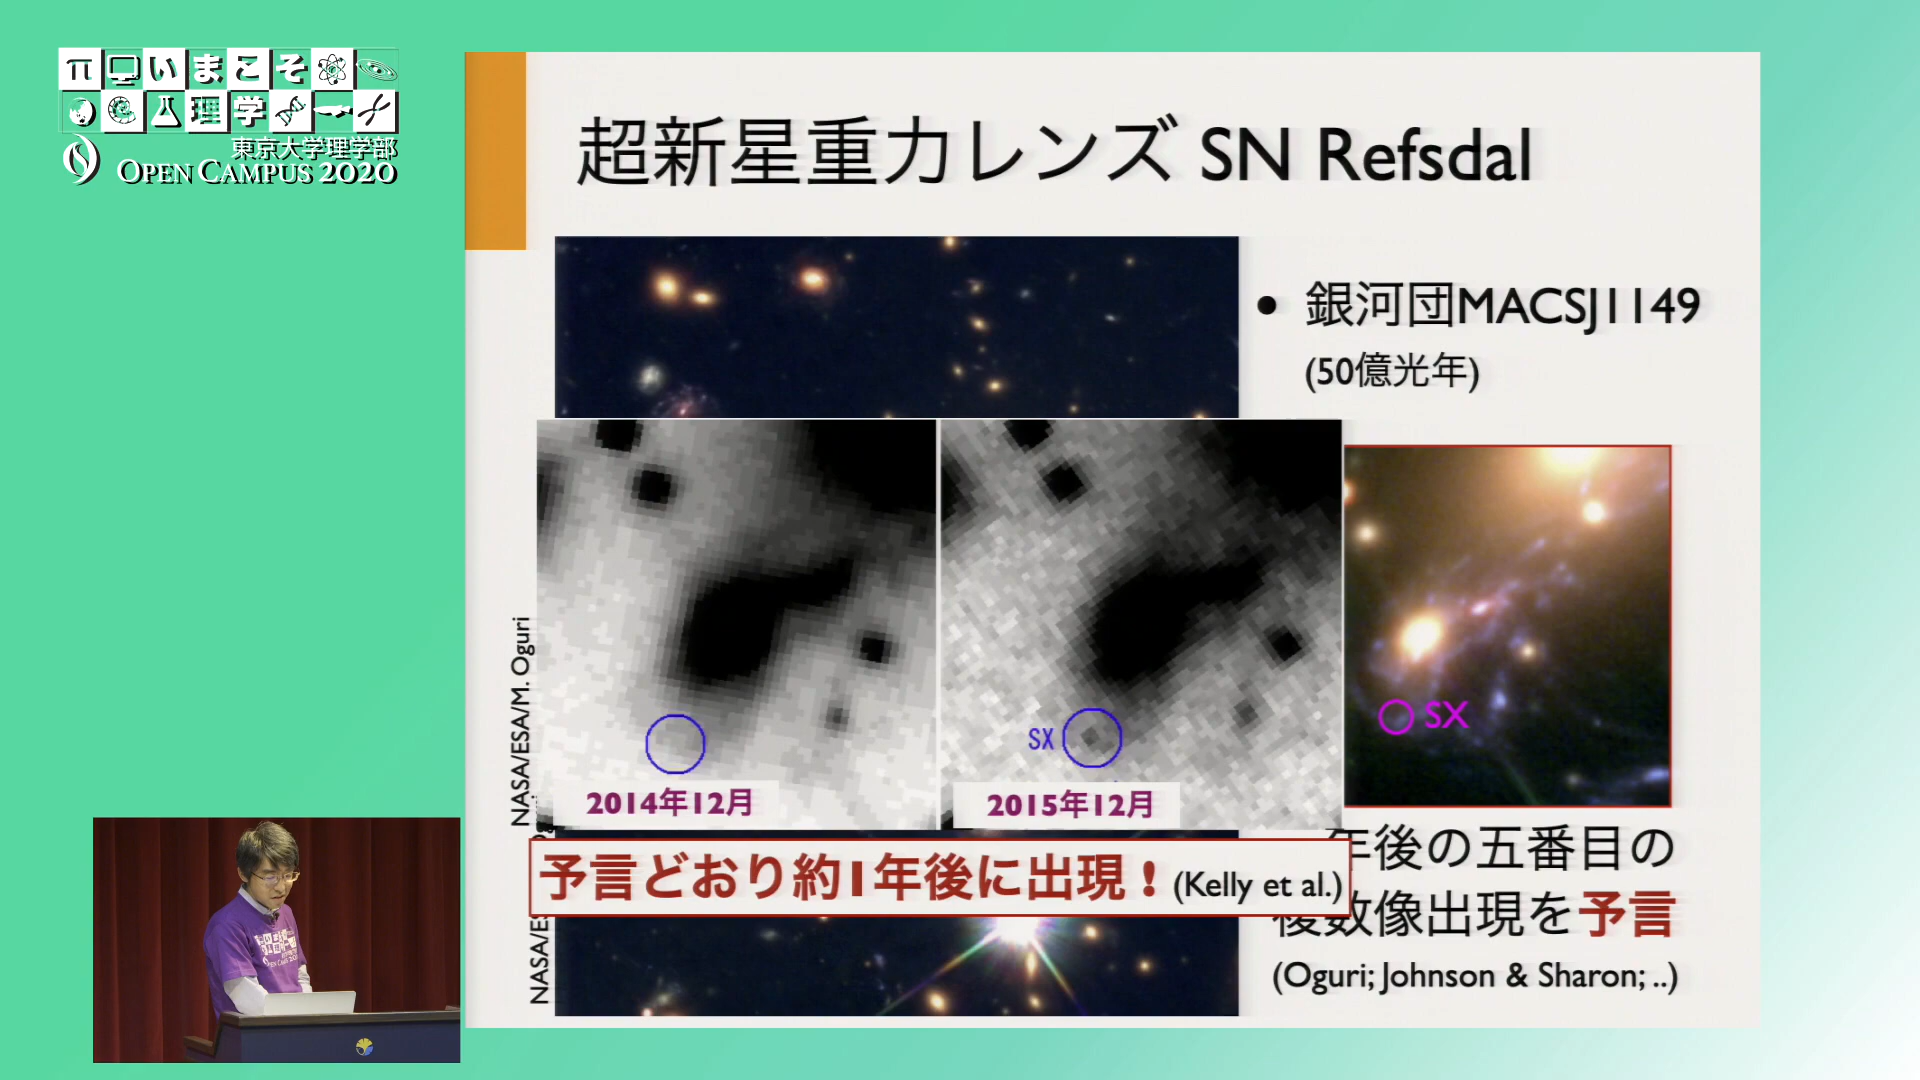 π いまこそ
理学
東京大学理学部
OPEN CAMPUS 2020
超新星重力レンズ SN Refsdal
• 銀河団MACSJ1149
(50億光年)
NASA/ESA/M. Oguri
SX
SX
2014年12月
2015年12月
年後の五番目の
複数像出現を予言
(Oguri; Johnson & Sharon; ..)
予言どおり約1年後に出現！(Kelly et al.)
NASA/ES